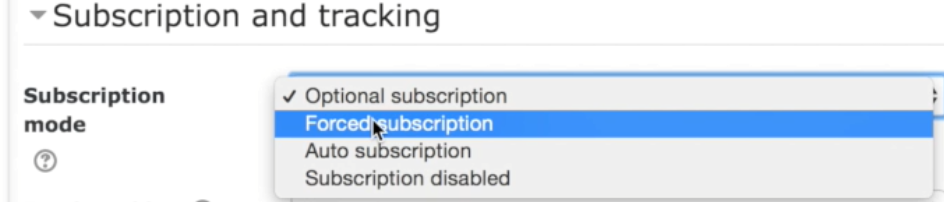 Subscription and tracking
Subscription
mode
✓ Optional subscription
Forced subscription
Auto subscription
Subscription disabled